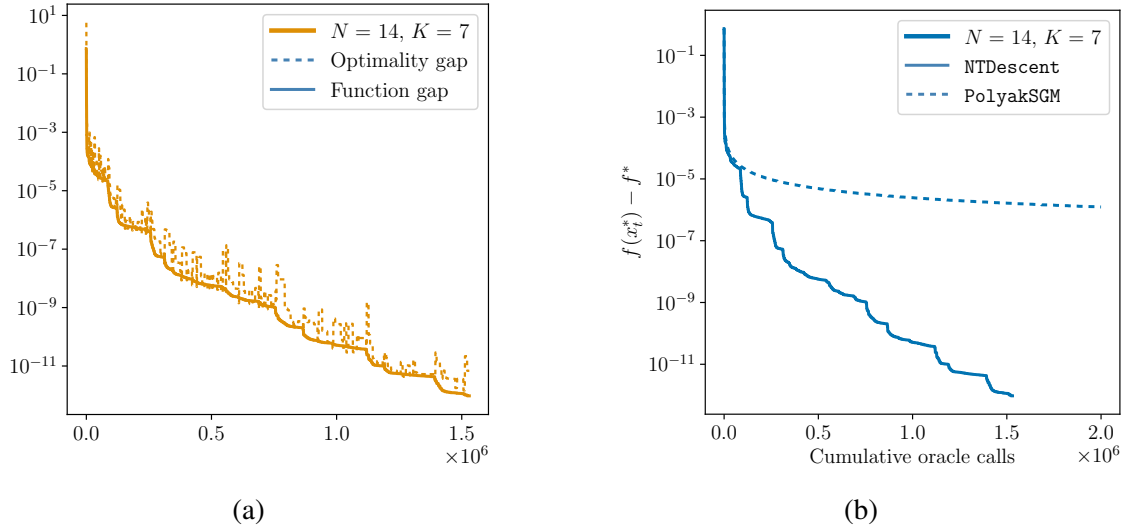 10^1
10^{-1}
10^{-3}
10^{-5}
10^{-7}
10^{-9}
10^{-11}
N = 14, K = 7
Optimality gap
Function gap
0.0 0.5 1.0 1.5
×10^6
(a)
f(x_t^*) − f^*
10^{-1}
10^{-3}
10^{-5}
10^{-7}
10^{-9}
10^{-11}
N = 14, K = 7
NTDescent
PolyakSGM
0.0 0.5 1.0 1.5 2.0
Cumulative oracle calls ×10^6
(b)